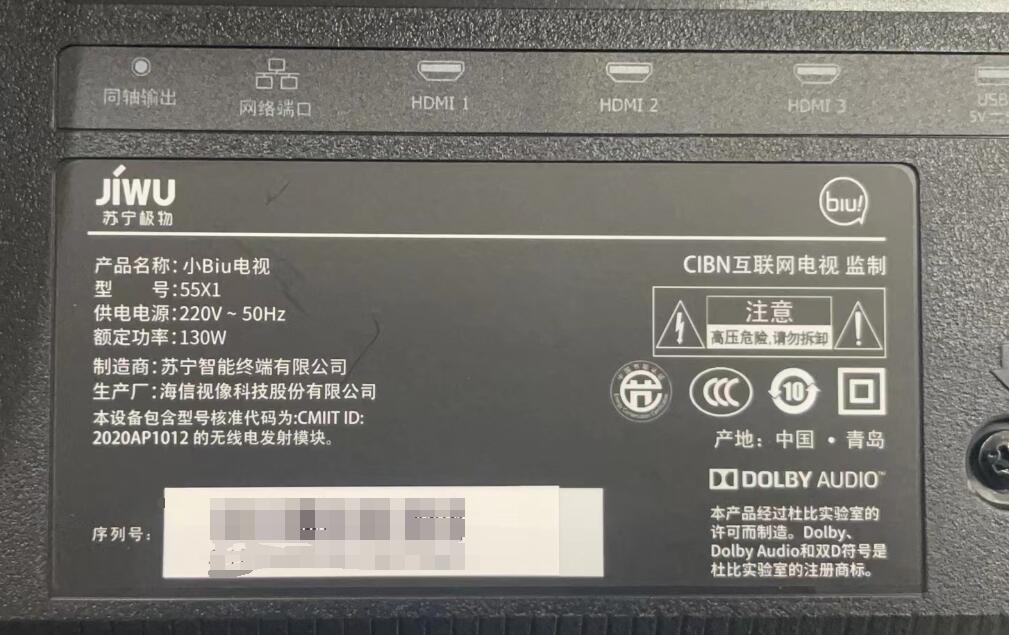 同轴输出
网络端口
HDMI 1
HDMI 2
HDMI 3
USB
5V
JIWU
苏宁极物
biu!
产品名称：小Biu电视
型　　号：55X1
供电电源：220V ~ 50Hz
额定功率：130W
制造商：苏宁智能终端有限公司
生产厂：海信视像科技股份有限公司
本设备包含型号核准代码为:CMIIT ID:
2020AP1012 的无线电发射模块。
序列号：
CIBN互联网电视 监制
注意
高压危险,请勿拆卸
CCC
10
产地：中国 • 青岛
DOLBY AUDIO™
本产品经过杜比实验室的
许可而制造。Dolby、
Dolby Audio和双D符号是
杜比实验室的注册商标。